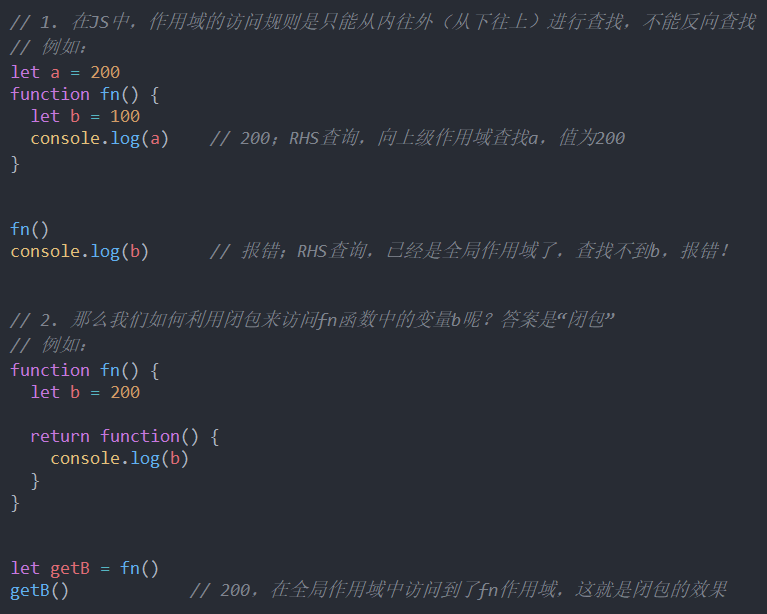 // 1. 在JS中，作用域的访问规则是只能从内往外（从下往上）进行查找，不能反向查找
// 例如：
let a = 200
function fn() {
  let b = 100
  console.log(a)    // 200；RHS查询，向上级作用域查找a，值为200
}
fn()
console.log(b)      // 报错；RHS查询，已经是全局作用域了，查找不到b，报错！
// 2. 那么我们如何利用闭包来访问fn函数中的变量b呢？答案是“闭包”
// 例如：
function fn() {
  let b = 200
  return function() {
    console.log(b)
  }
}
let getB = fn()
getB()            // 200，在全局作用域中访问到了fn作用域，这就是闭包的效果